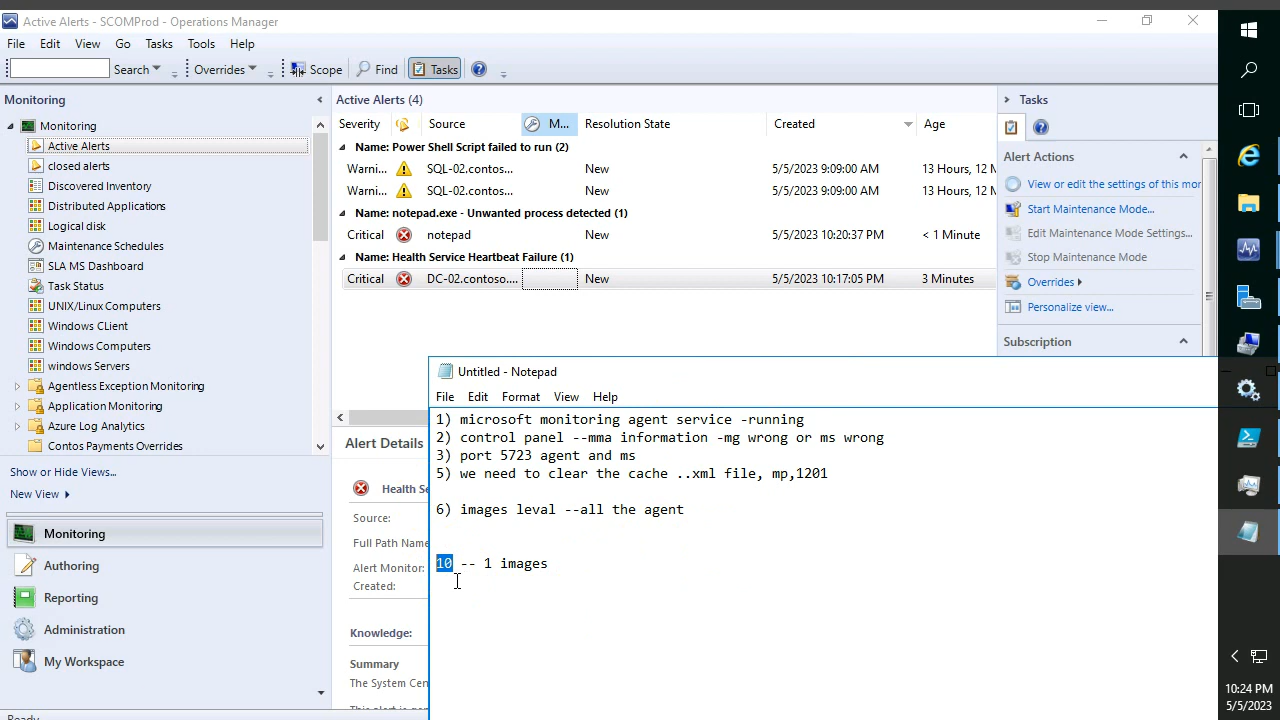 Active Alerts - SCOMProd - Operations Manager
File Edit View Go Tasks Tools Help
Search Overrides Scope Find Tasks
Monitoring
Monitoring
Active Alerts
closed alerts
Discovered Inventory
Distributed Applications
Logical disk
Maintenance Schedules
SLA MS Dashboard
Task Status
UNIX/Linux Computers
Windows CLient
Windows Computers
windows Servers
Agentless Exception Monitoring
Application Monitoring
Azure Log Analytics
Contos Payments Overrides
Show or Hide Views...
New View
Monitoring
Authoring
Reporting
Administration
My Workspace
Active Alerts (4)
Severity Source M... Resolution State Created Age
Name: Power Shell Script failed to run (2)
Warni... SQL-02.contos... New 5/5/2023 9:09:00 AM 13 Hours, 12 M
Warni... SQL-02.contos... New 5/5/2023 9:09:00 AM 13 Hours, 12 M
Name: notepad.exe - Unwanted process detected (1)
Critical notepad New 5/5/2023 10:20:37 PM < 1 Minute
Name: Health Service Heartbeat Failure (1)
Critical DC-02.contoso.... New 5/5/2023 10:17:05 PM 3 Minutes
Alert Details
Health Se
Source:
Full Path Name
Alert Monitor:
Created:
Knowledge:
Summary
The System Cen
Tasks
Alert Actions
View or edit the settings of this mor
Start Maintenance Mode...
Edit Maintenance Mode Settings...
Stop Maintenance Mode
Overrides
Personalize view...
Subscription
Untitled - Notepad
File Edit Format View Help
1) microsoft monitoring agent service -running
2) control panel --mma information -mg wrong or ms wrong
3) port 5723 agent and ms
5) we need to clear the cache ..xml file, mp,1201
6) images leval --all the agent
10 -- 1 images
10:24 PM
5/5/2023